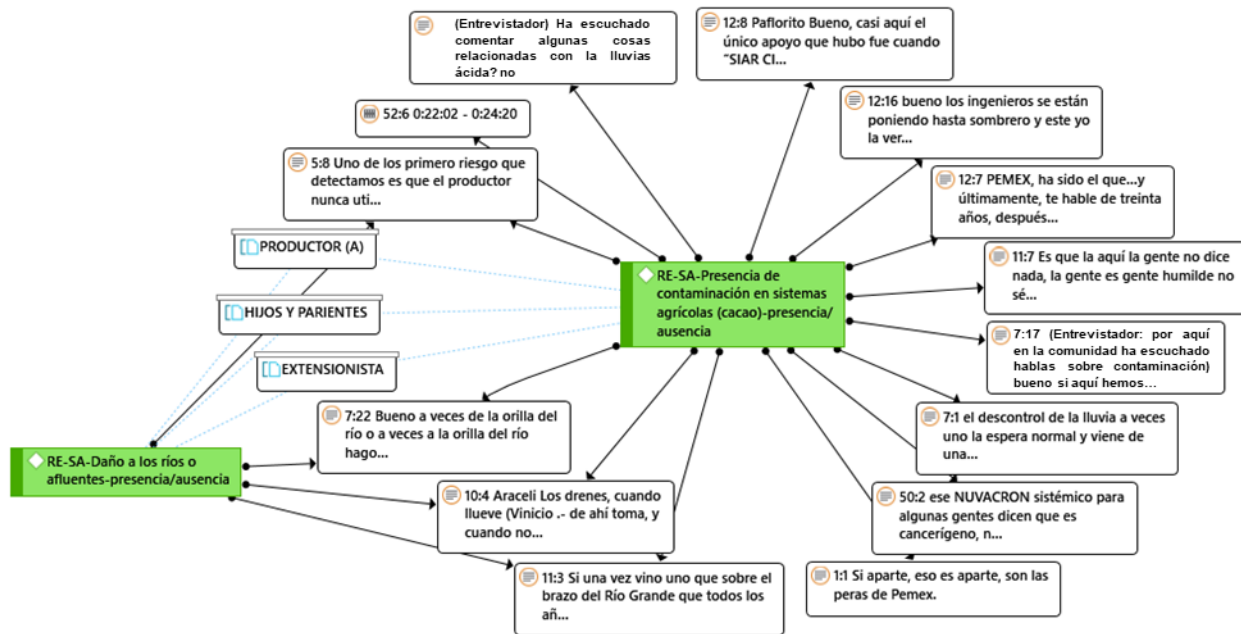 (Entrevistador) Ha escuchado
comentar algunas cosas
relacionadas con la lluvias
ácida? no
12:8 Paflorito Bueno, casi aquí el
único apoyo que hubo fue cuando
“SIAR CI...
52:6 0:22:02 - 0:24:20
12:16 bueno los ingenieros se están
poniendo hasta sombrero y este yo
la ver...
5:8 Uno de los primero riesgo que
detectamos es que el productor
nunca uti...
12:7 PEMEX, ha sido el que...y
últimamente, te hable de treinta
años, después...
PRODUCTOR (A)
HIJOS Y PARIENTES
EXTENSIONISTA
RE-SA-Presencia de
contaminación en sistemas
agrícolas (cacao)-presencia/
ausencia
11:7 Es que la aquí la gente no dice
nada, la gente es gente humilde no
sé...
7:17 (Entrevistador: por aquí
en la comunidad ha escuchado
hablas sobre contaminación)
bueno si aquí hemos...
7:22 Bueno a veces de la orilla del
río o a veces a la orilla del río
hago...
7:1 el descontrol de la lluvia a veces
uno la espera normal y viene de
una...
RE-SA-Daño a los ríos o
afluentes-presencia/ausencia
10:4 Araceli Los drenes, cuando
llueve (Vinicio .- de ahí toma, y
cuando no...
50:2 ese NUVACRON sistémico para
algunas gentes dicen que es
cancerígeno, n...
11:3 Si una vez vino uno que sobre el
brazo del Río Grande que todos los
añ...
1:1 Si aparte, eso es aparte, son las
peras de Pemex.